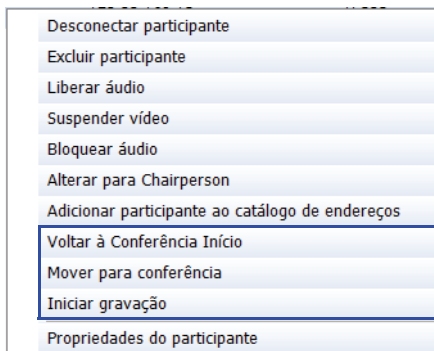 Desconectar participante
Excluir participante
Liberar áudio
Suspender vídeo
Bloquear áudio
Alterar para Chairperson
Adicionar participante ao catálogo de endereços
Voltar à Conferência Início
Mover para conferência
Iniciar gravação
Propriedades do participante